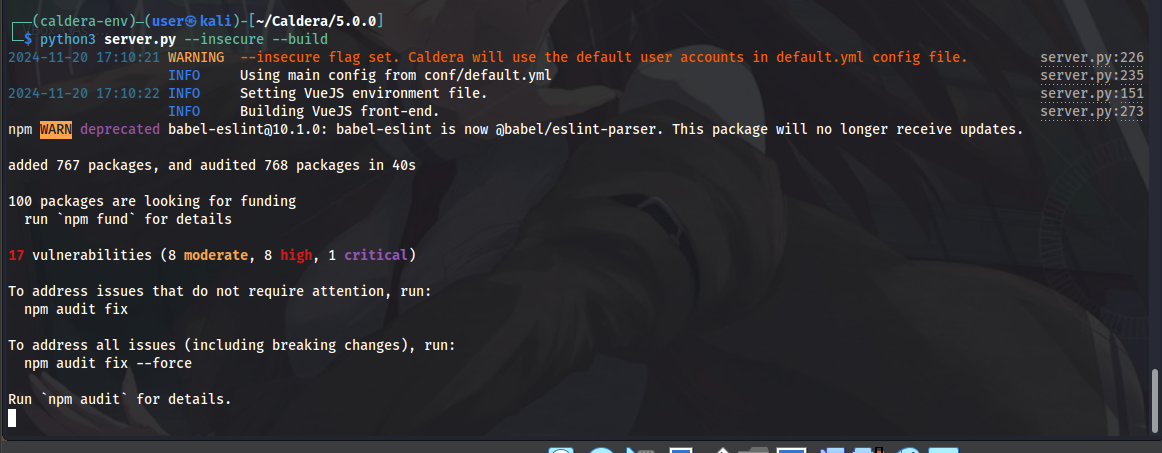 (caldera-env)-(user㉿kali)-[~/Caldera/5.0.0]
$ python3 server.py --insecure --build
2024-11-20 17:10:21 WARNING --insecure flag set. Caldera will use the default user accounts in default.yml config file. server.py:226
INFO Using main config from conf/default.yml server.py:235
2024-11-20 17:10:22 INFO Setting VueJS environment file. server.py:151
INFO Building VueJS front-end. server.py:273
npm WARN deprecated babel-eslint@10.1.0: babel-eslint is now @babel/eslint-parser. This package will no longer receive updates.
added 767 packages, and audited 768 packages in 40s
100 packages are looking for funding
run `npm fund` for details
17 vulnerabilities (8 moderate, 8 high, 1 critical)
To address issues that do not require attention, run:
npm audit fix
To address all issues (including breaking changes), run:
npm audit fix --force
Run `npm audit` for details.